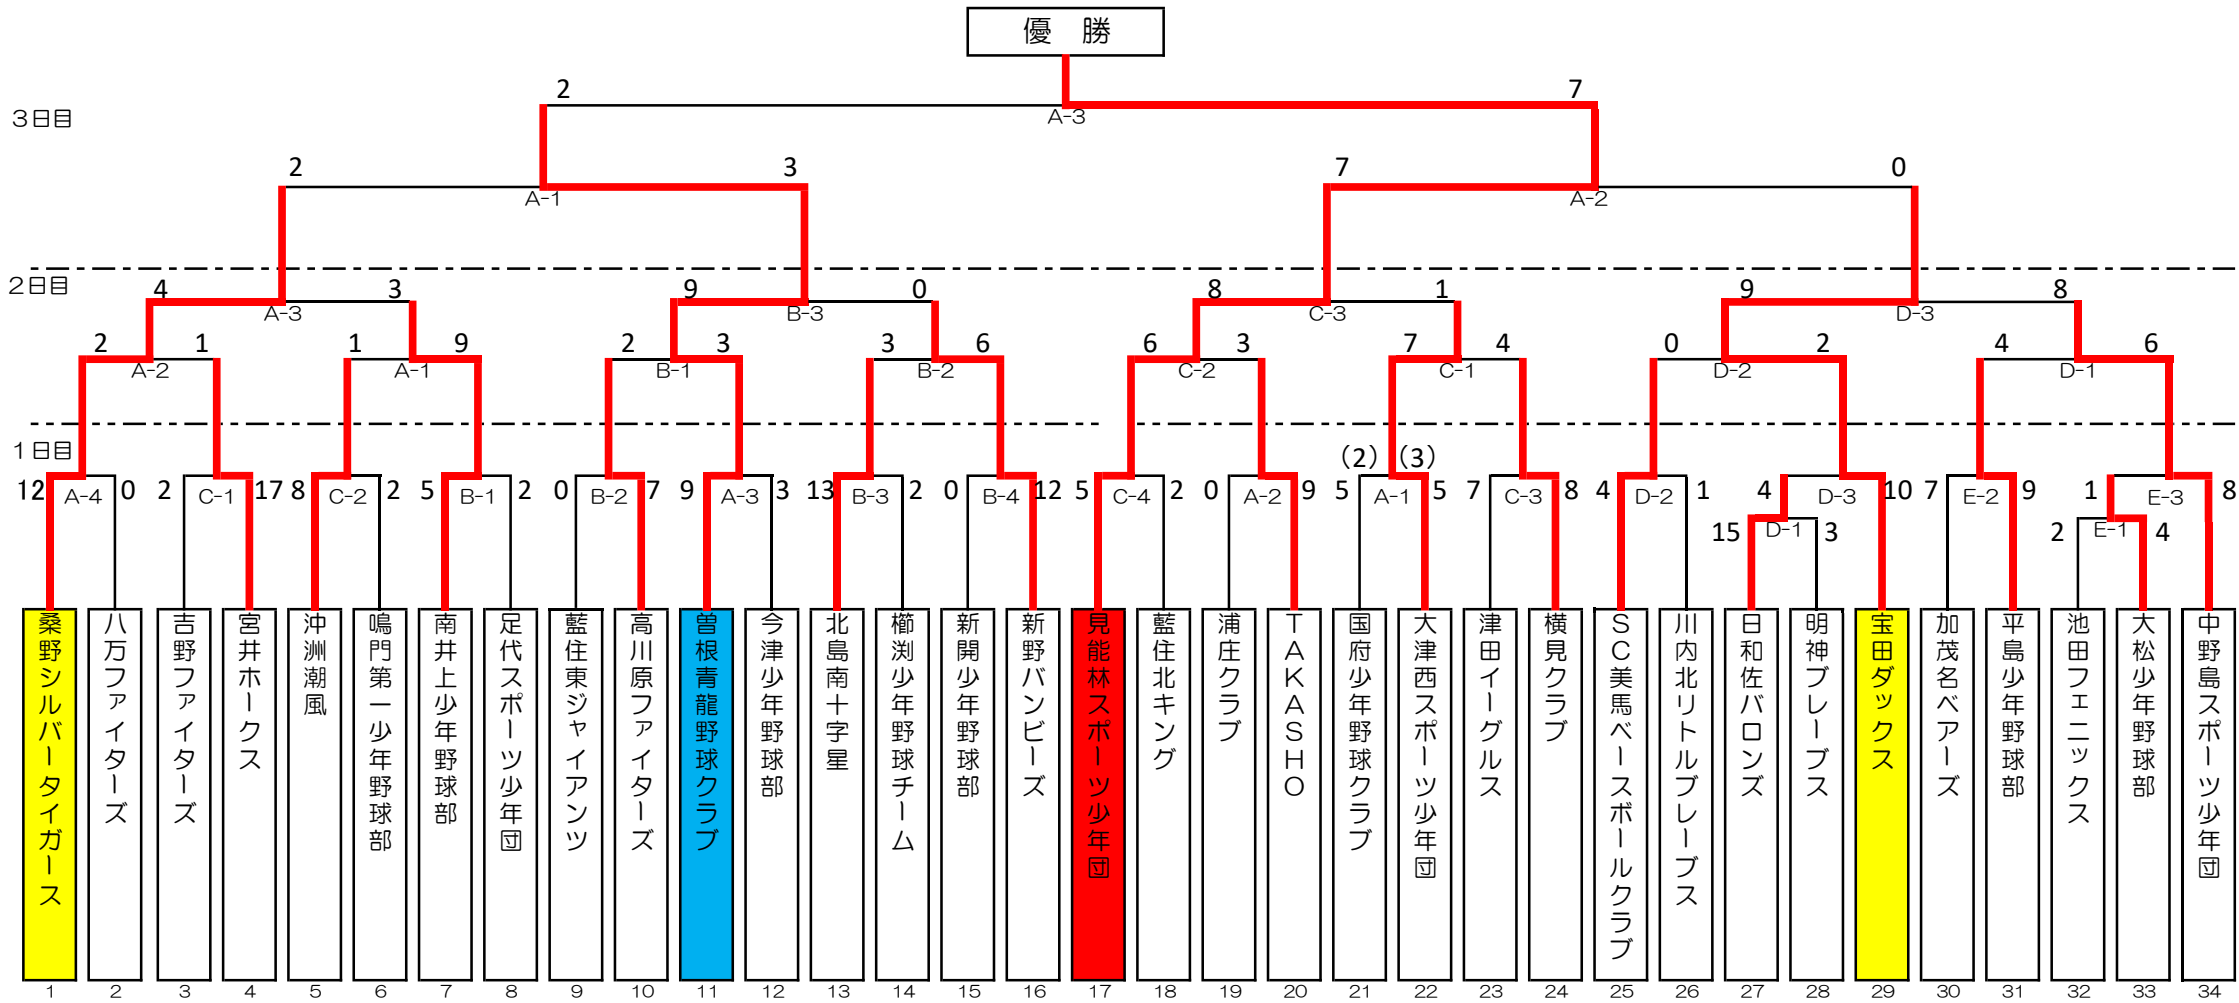 優 勝
2 7
3日目
A-3
2 3 7 0
A-1 A-2
2日目
4 3 9 0 8 1 9 8
A-3 B-3 C-3 D-3
2 1 1 9 2 3 3 6 6 3 7 4 0 2 4 6
A-2 A-1 B-1 B-2 C-2 C-1 D-2 D-1
1日目
(2) (3)
12 A-4 0 2 C-1 17 8 C-2 2 5 B-1 2 0 B-2 7 9 A-3 3 13 B-3 2 0 B-4 12 5 C-4 2 0 A-2 9 5 A-1 5 7 C-3 8 4 D-2 1 4 D-3 10 7 E-2 9 1 E-3 8
15 D-1 3 2 E-1 4
桑野シルバータイガース
八万ファイターズ
吉野ファイターズ
宮井ホークス
沖洲潮風
鳴門第一少年野球部
南井上少年野球部
足代スポーツ少年団
藍住東ジャイアンツ
高川原ファイターズ
曽根青龍野球クラブ
今津少年野球部
北島南十字星
櫛渕少年野球チーム
新開少年野球部
新野バンビーズ
見能林スポーツ少年団
藍住北キング
浦庄クラブ
TAKASHO
国府少年野球クラブ
大津西スポーツ少年団
津田イーグルス
横見クラブ
SC美馬ベースボールクラブ
川内北リトルブレーブス
日和佐バロンズ
明神ブレーブス
宝田ダックス
加茂名ベアーズ
平島少年野球部
池田フェニックス
大松少年野球部
中野島スポーツ少年団
1 2 3 4 5 6 7 8 9 10 11 12 13 14 15 16 17 18 19 20 21 22 23 24 25 26 27 28 29 30 31 32 33 34